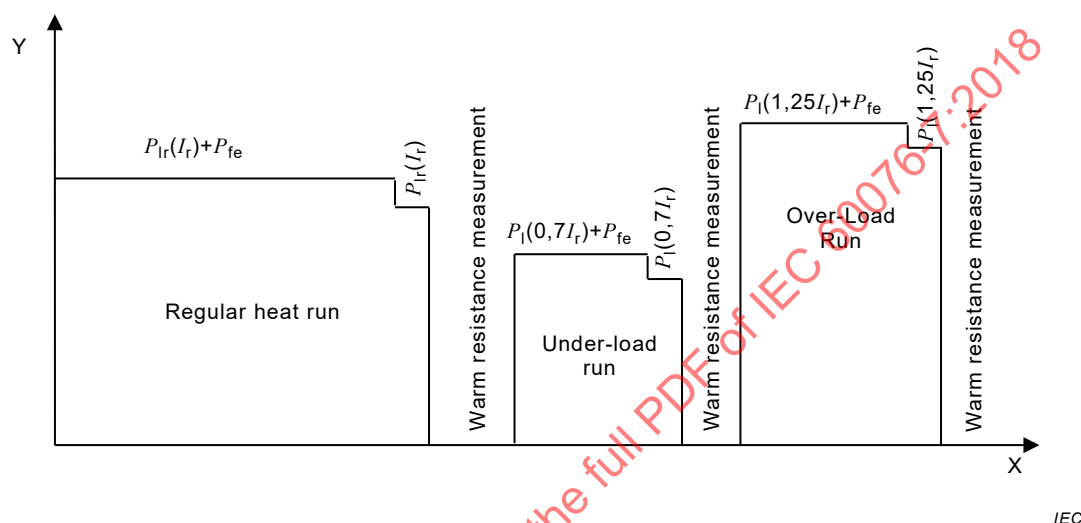 Y
P_lr(I_r)+P_fe
P_lr(I_r)
Regular heat run
Warm resistance measurement
P_l(0,7I_r)+P_fe
P_l(0,7I_r)
Under-load
run
Warm resistance measurement
P_l(1,25I_r)+P_fe
P_l(1,25I_r)
Over-Load
Run
Warm resistance measurement
X
the full PDF of IEC 60076-7:2018
IEC